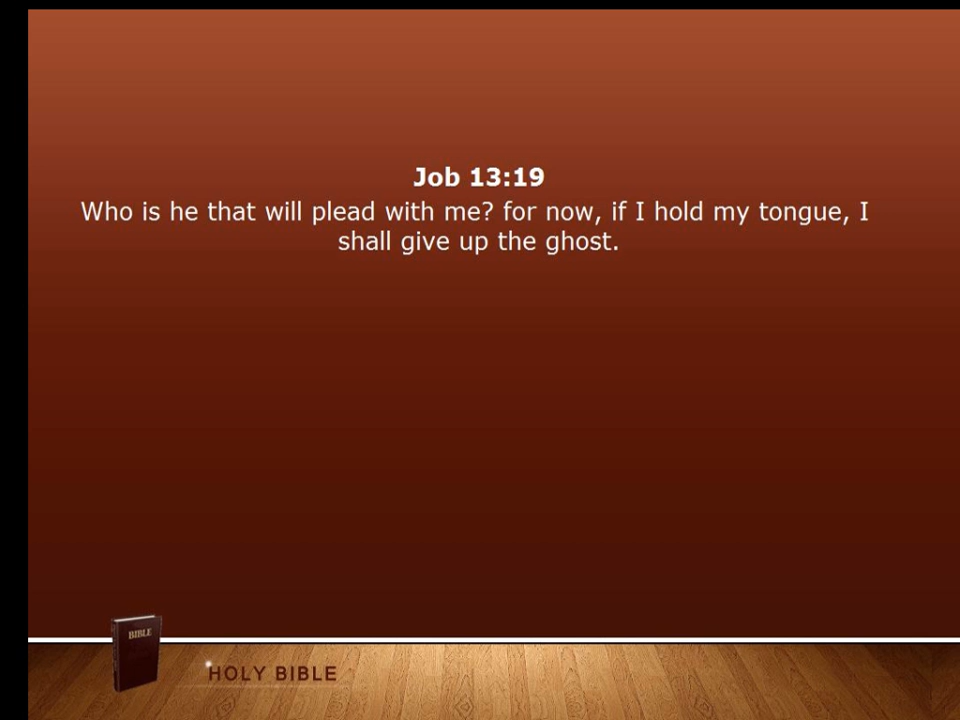 Job 13:19
Who is he that will plead with me? for now, if I hold my tongue, I
shall give up the ghost.
BIBLE
HOLY BIBLE